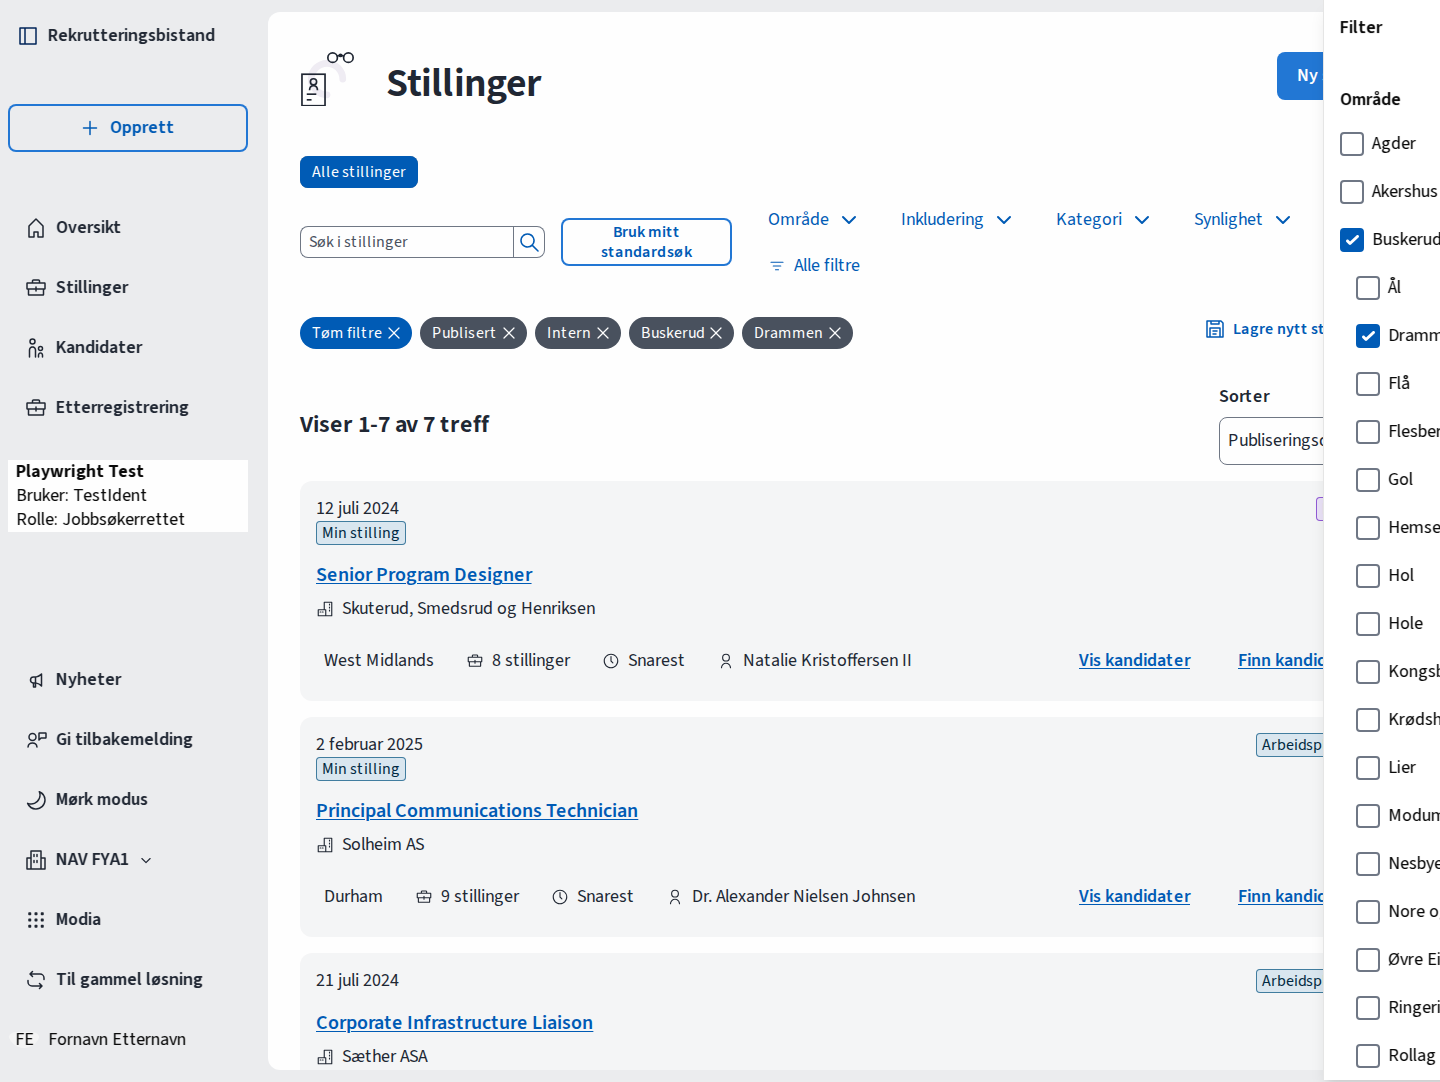 Rekrutteringsbistand
Opprett
Oversikt
Stillinger
Kandidater
Etterregistrering
Playwright Test
Bruker: TestIdent
Rolle: Jobbsøkerrettet
Nyheter
Gi tilbakemelding
Mørk modus
NAV FYA1
Modia
Til gammel løsning
FE Fornavn Etternavn
Stillinger
Ny
Alle stillinger
Søk i stillinger
Bruk mitt
standardsøk
Område Inkludering Kategori Synlighet
Alle filtre
Tøm filtre Publisert Intern Buskerud Drammen
Lagre nytt st
Viser 1-7 av 7 treff
Sorter
Publiserings
12 juli 2024
Min stilling
Senior Program Designer
Skuterud, Smedsrud og Henriksen
West Midlands 8 stillinger Snarest Natalie Kristoffersen II Vis kandidater Finn kandid
2 februar 2025
Arbeidsp
Min stilling
Principal Communications Technician
Solheim AS
Durham 9 stillinger Snarest Dr. Alexander Nielsen Johnsen Vis kandidater Finn kandid
21 juli 2024
Arbeidsp
Corporate Infrastructure Liaison
Sæther ASA
Filter
Område
Agder
Akershus
Buskerud
Ål
Dramm
Flå
Flesber
Gol
Hemse
Hol
Hole
Kongsb
Krødsh
Lier
Modum
Nesbye
Nore o
Øvre Ei
Ringeri
Rollag